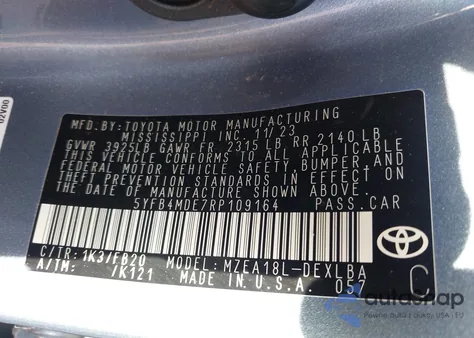 MFD.BY: TOYOTA MOTOR MANUFACTURING
MISSISSIPPI INC. 11/23
GVWR 3925LB GAWR FR 2315 LB RR 2140 LB
THIS VEHICLE CONFORMS TO ALL APPLICABLE
FEDERAL MOTOR VEHICLE SAFETY, BUMPER, AND
THEFT PREVENTION STANDARDS IN EFFECT ON THE
DATE OF MANUFACTURE SHOWN ABOVE.
5YFB4MDE7RP109164 PASS.CAR
C/TR: 1K3/FB20 MODEL: MZEA18L-DEXLBA
A/TM: /K121 MADE IN U.S.A. 057
TOYOTA
C
02V00
autosnap